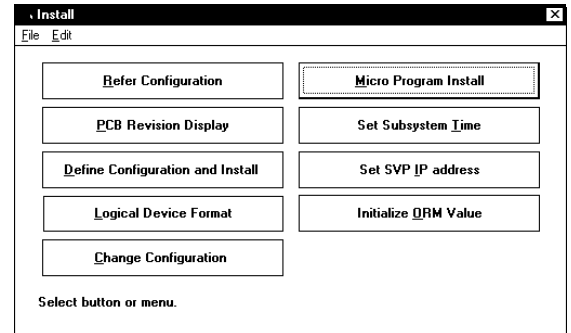 Install
File Edit
Refer Configuration
Micro Program Install
PCB Revision Display
Set Subsystem Time
Define Configuration and Install
Set SVP IP address
Logical Device Format
Initialize ORM Value
Change Configuration
Select button or menu.